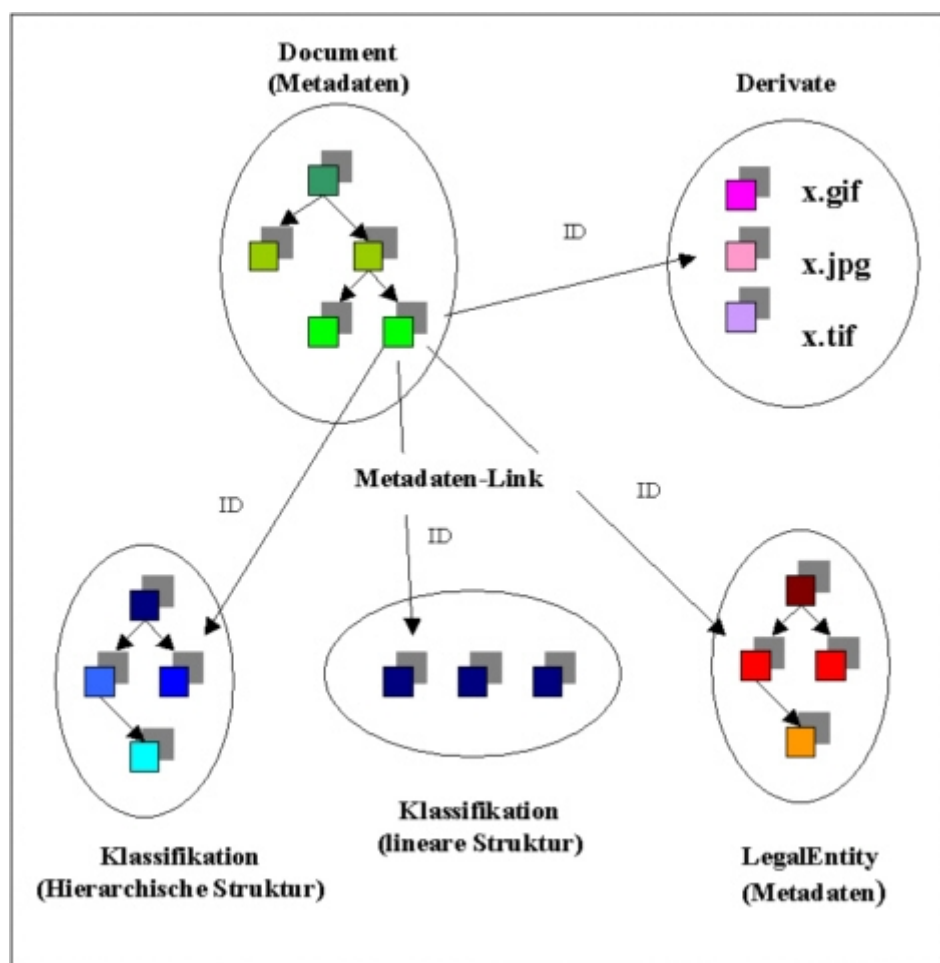 Document
(Metadaten)
Derivate
x.gif
ID
x.jpg
x.tif
Metadaten-Link
ID
ID
ID
Klassifikation
(lineare Struktur)
Klassifikation
(Hierarchische Struktur)
LegalEntity
(Metadaten)